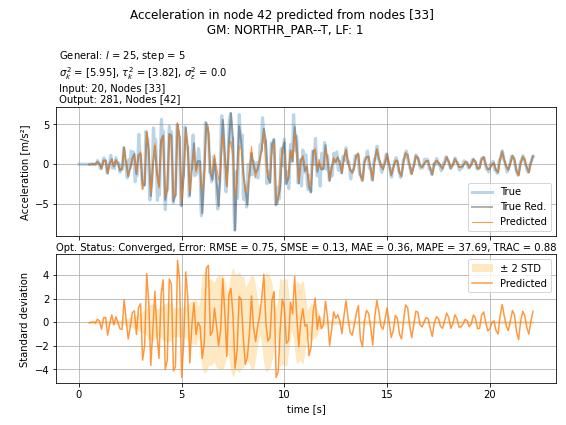 Acceleration in node 42 predicted from nodes [33]
GM: NORTHR_PAR--T, LF: 1
General: l = 25, step = 5
σ²ₖ = [5.95], τ²ₖ = [3.82], σ²ₑ = 0.0
Input: 20, Nodes [33]
Output: 281, Nodes [42]
Acceleration [m/s²]
5
0
−5
True
True Red.
Predicted
Opt. Status: Converged, Error: RMSE = 0.75, SMSE = 0.13, MAE = 0.36, MAPE = 37.69, TRAC = 0.88
Standard deviation
4
2
0
−2
−4
± 2 STD
Predicted
0 5 10 15 20
time [s]